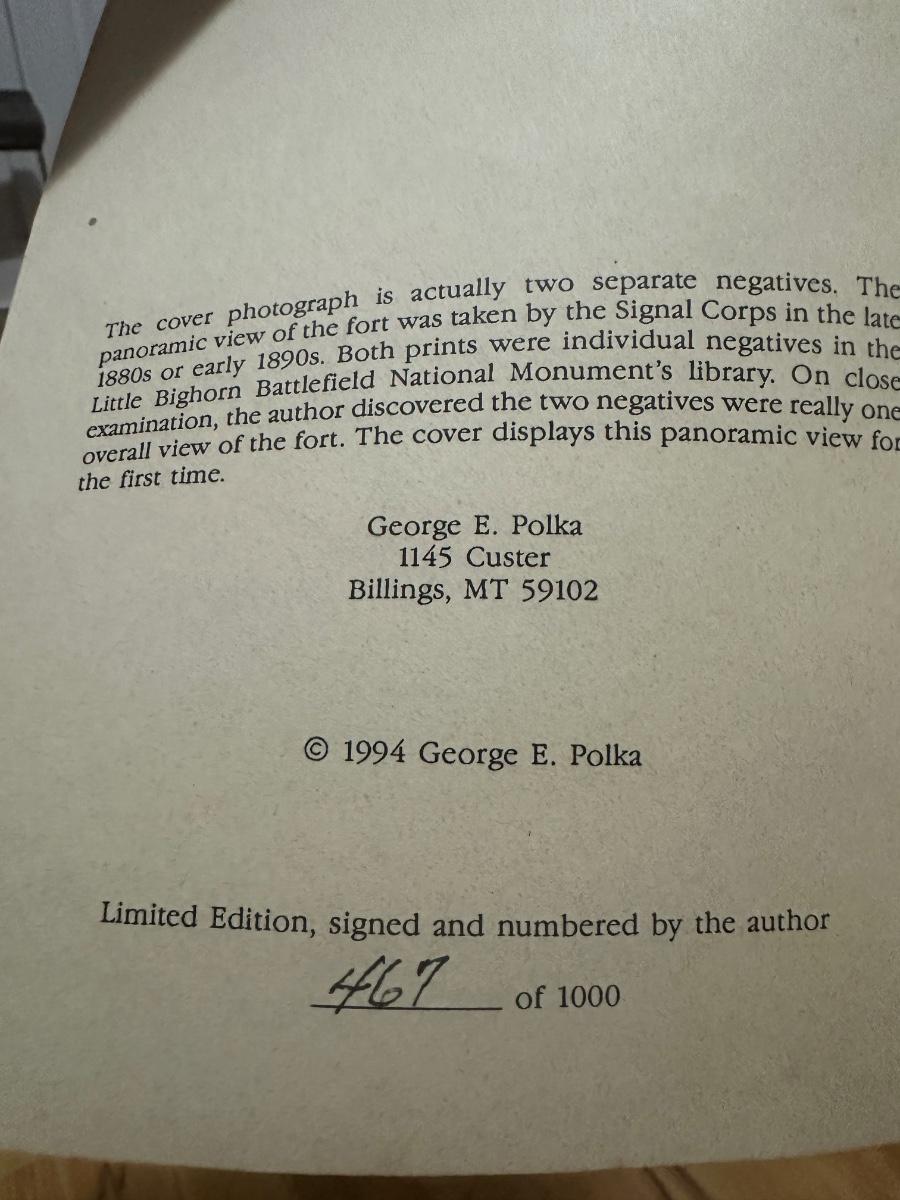 The cover photograph is actually two separate negatives. The
panoramic view of the fort was taken by the Signal Corps in the late
1880s or early 1890s. Both prints were individual negatives in the
Little Bighorn Battlefield National Monument's library. On close
examination, the author discovered the two negatives were really one
overall view of the fort. The cover displays this panoramic view for
the first time.
George E. Polka
1145 Custer
Billings, MT 59102
© 1994 George E. Polka
Limited Edition, signed and numbered by the author
467 of 1000